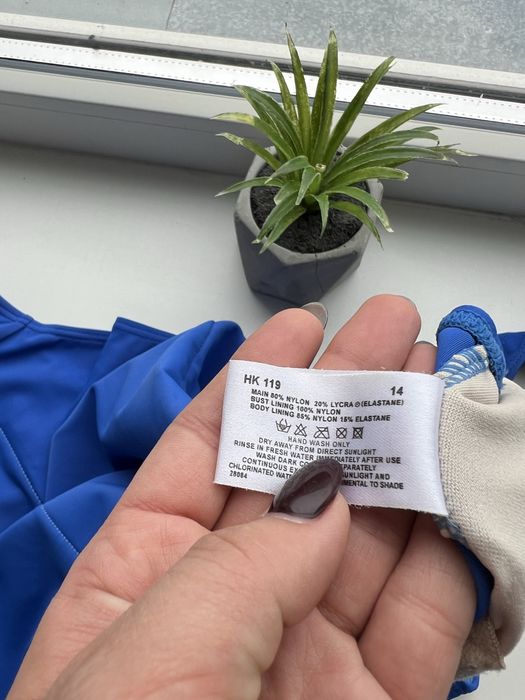 HK 119 14
MAIN 80% NYLON 20% LYCRA®(ELASTANE)
BUST LINING 100% NYLON
BODY LINING 85% NYLON 15% ELASTANE
HAND WASH ONLY
DRY AWAY FROM DIRECT SUNLIGHT
RINSE IN FRESH WATER IMMEDIATELY AFTER USE
WASH DARK SEPARATELY
CONTINUOUS SUNLIGHT AND
CHLORINATED TO SHADE
28084